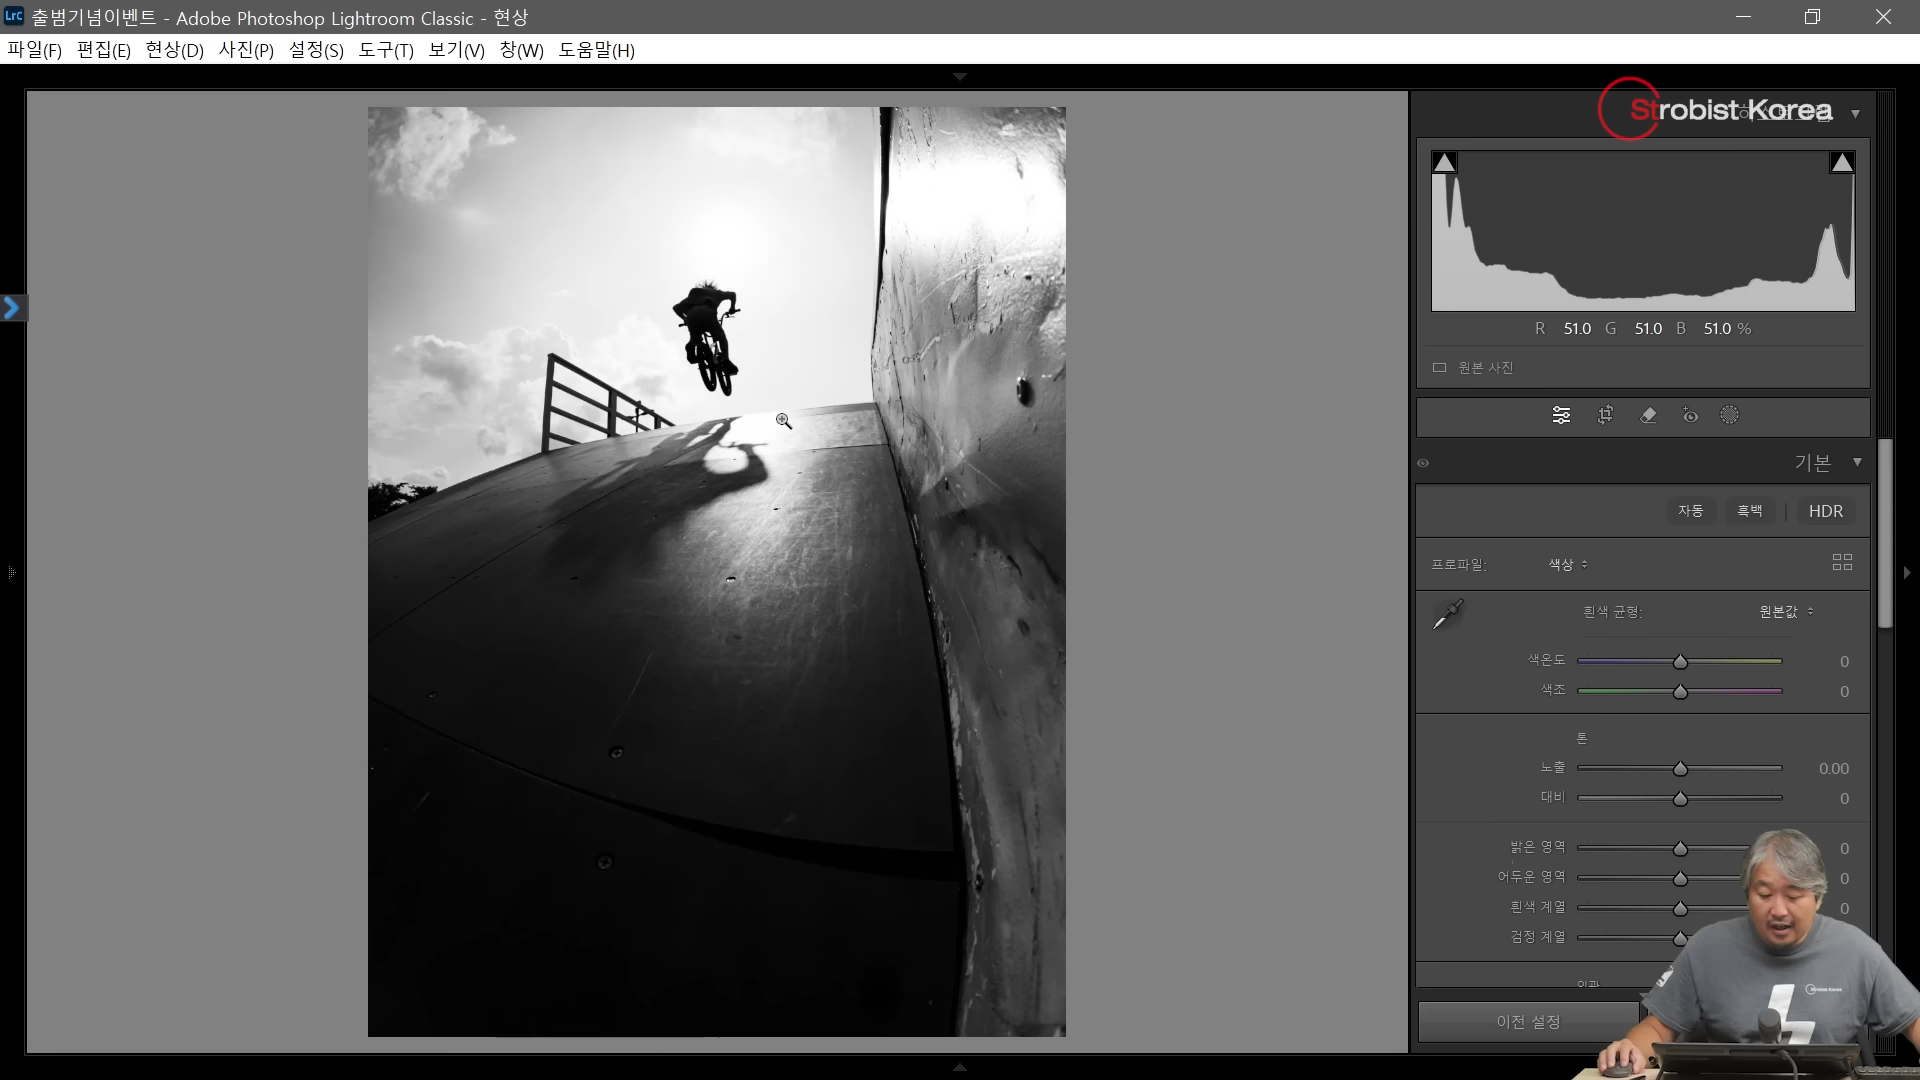 LrC 출범기념이벤트 - Adobe Photoshop Lightroom Classic - 현상
파일(F) 편집(E) 현상(D) 사진(P) 설정(S) 도구(T) 보기(V) 창(W) 도움말(H)
Strobist Korea
R 51.0 G 51.0 B 51.0 %
원본 사진
기본
자동 흑백 HDR
프로파일: 색상
흰색 균형: 원본값
색온도 0
색조 0
톤
노출 0.00
대비 0
밝은 영역 0
어두운 영역 0
흰색 계열 0
검정 계열
이전 설정